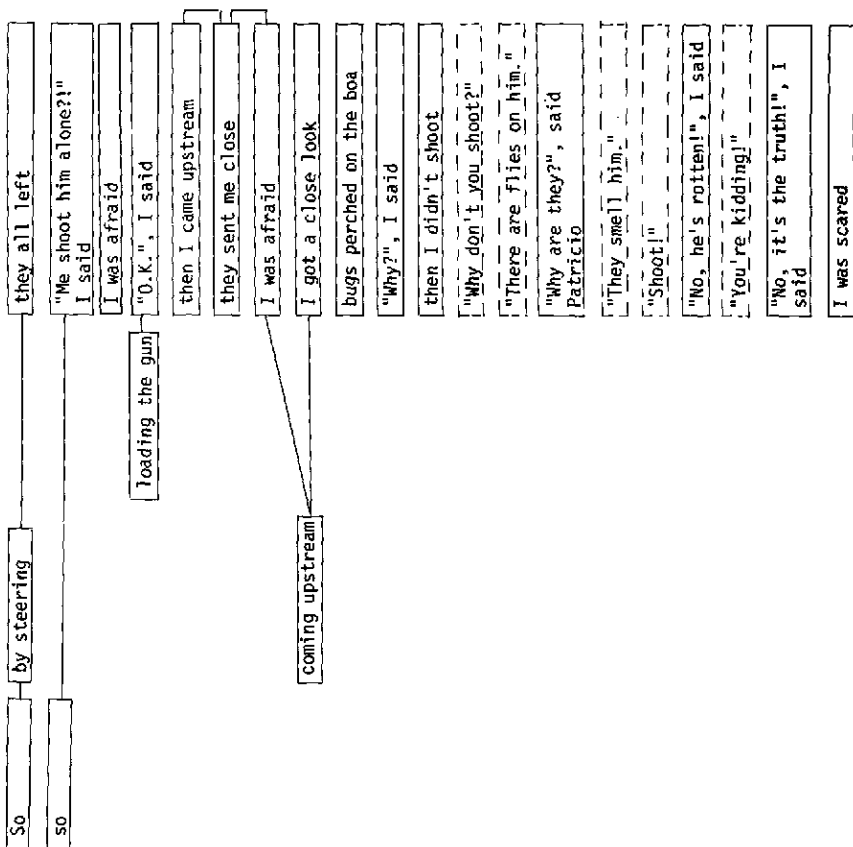 So by steering they all left
so "Me shoot him alone?!"
I said
I was afraid
loading the gun "O.K.", I said
then I came upstream
they sent me close
I was afraid
coming upstream I got a close look
bugs perched on the boa
"Why?", I said
then I didn't shoot
"Why don't you shoot?"
"There are flies on him."
"Why are they?", said
Patricio
"They smell him."
"Shoot!"
"No, he's rotten!", I said
"You're kidding!"
"No, it's the truth!", I
said
I was scared